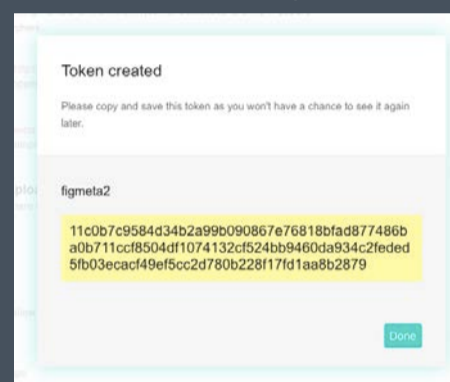 Token created
Please copy and save this token as you won't have a chance to see it again
later.
figmeta2
11c0b7c9584d34b2a99b090867e76818bfad877486b
a0b711ccf8504df1074132cf524bb9460da934c2feded
5fb03ecacf49ef5cc2d780b228f17fd1aa8b2879
Done